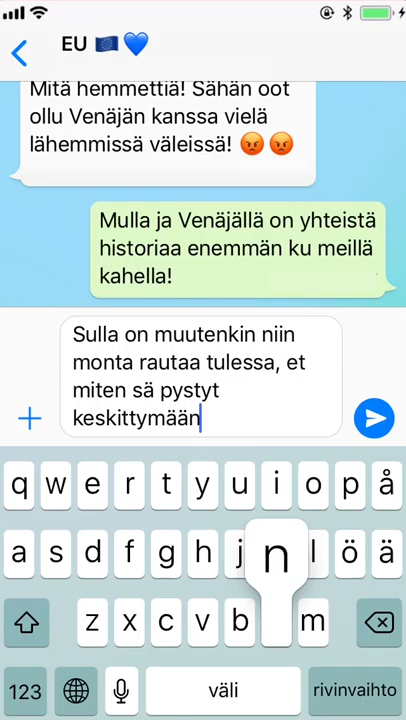 EU 🇪🇺💙
Mitä hemmettiä! Sähän oot
ollu Venäjän kanssa vielä
lähemmissä väleissä! 😡😡
Mulla ja Venäjällä on yhteistä
historiaa enemmän ku meillä
kahella!
Sulla on muutenkin niin
monta rautaa tulessa, et
miten sä pystyt
keskittymään
q w e r t y u i o p å
a s d f g h j n l ö ä
z x c v b m
123 väli rivinvaihto